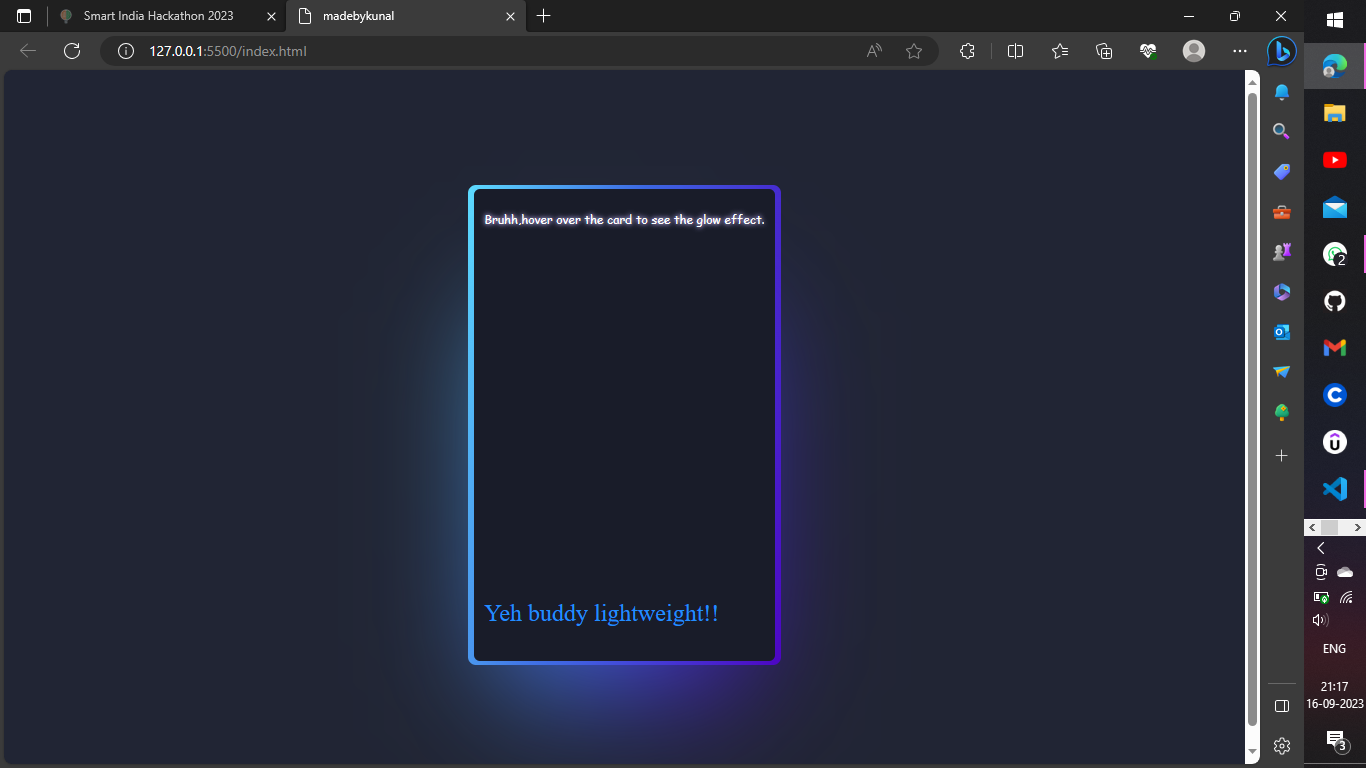 Smart India Hackathon 2023
madebykunal
127.0.0.1:5500/index.html
Bruhh,hover over the card to see the glow effect.
Yeh buddy lightweight!!
2
ENG
21:17
16-09-2023
3